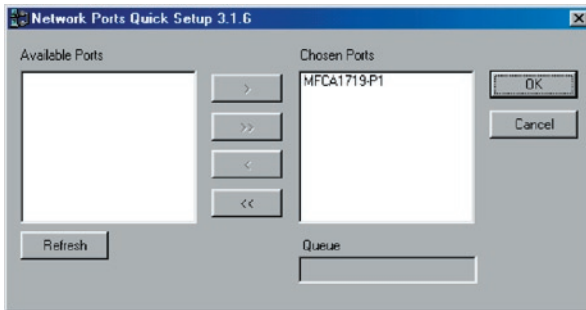 Network Ports Quick Setup 3.1.6
Available Ports
Chosen Ports
MFCA1719-P1
>
>>
<
<<
OK
Cancel
Refresh
Queue